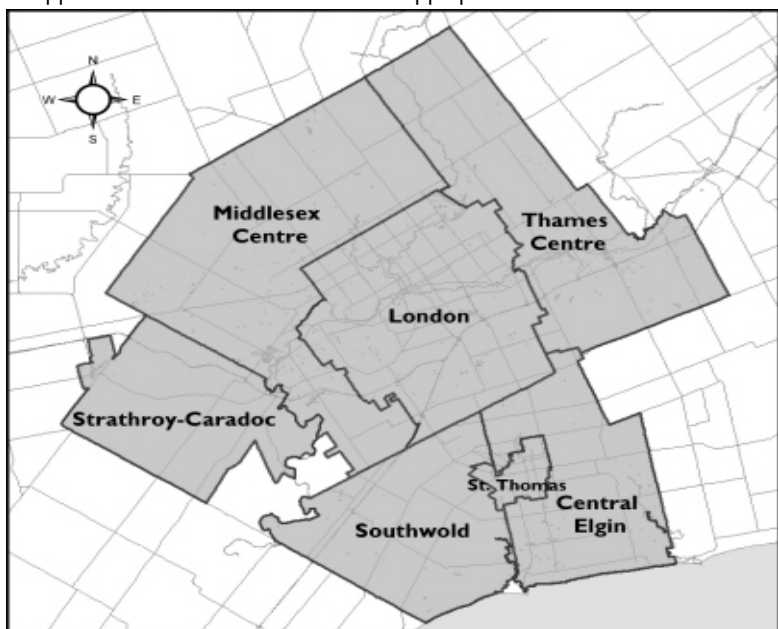 N
W E
S
Middlesex
Centre
Thames
Centre
London
Strathroy-Caradoc
St. Thomas
Central
Elgin
Southwold